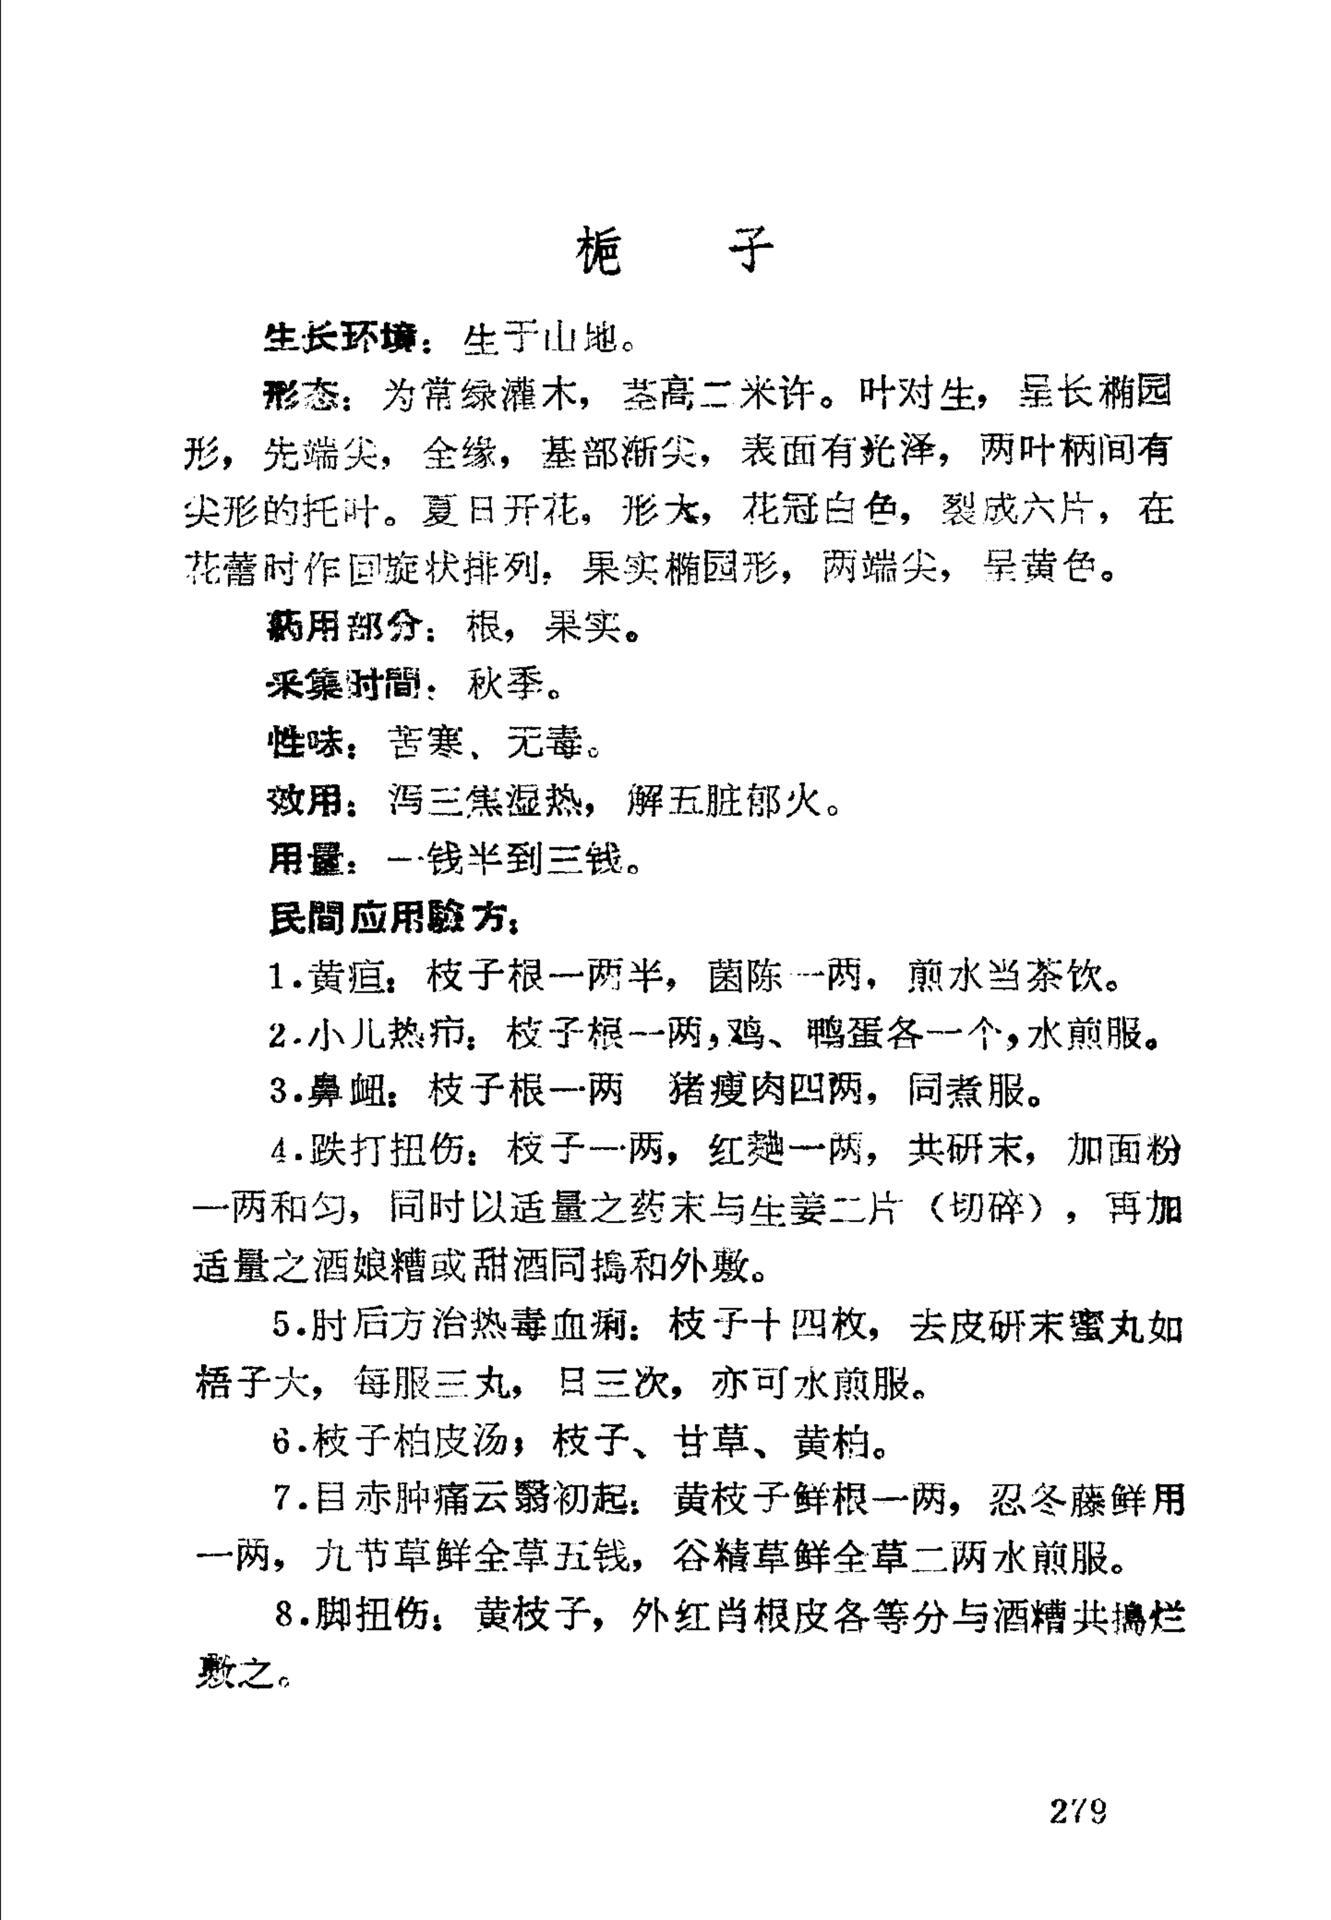 栀 子
生长环境：生于山地。
形态：为常绿灌木，茎高二米许。叶对生，呈长椭园
形，先端尖，全缘，基部渐尖，表面有光泽，两叶柄间有
尖形的托叶。夏日开花，形大，花冠白色，裂成六片，在
花蕾时作回旋状排列，果实椭园形，两端尖，呈黄色。
药用部分：根，果实。
采集时間：秋季。
性味：苦寒、无毒。
效用：泻三焦湿热，解五脏郁火。
用量：一钱半到三钱。
民間应用驗方：
1.黄疸：枝子根一两半，茵陈一两，煎水当茶饮。
2.小儿热疖：枝子根一两，鸡、鸭蛋各一个，水煎服。
3.鼻衄：枝子根一两 猪瘦肉四两，同煮服。
4.跌打扭伤：枝子一两，红麯一两，共研末，加面粉
一两和匀，同时以适量之药末与生姜二片（切碎），再加
适量之酒娘糟或甜酒同搗和外敷。
5.肘后方治热毒血痢：枝子十四枚，去皮研末蜜丸如
梧子大，每服三丸，日三次，亦可水煎服。
6.枝子柏皮汤；枝子、甘草、黄柏。
7.目赤肿痛云翳初起：黄枝子鲜根一两，忍冬藤鲜用
一两，九节草鲜全草五钱，谷精草鲜全草二两水煎服。
8.脚扭伤：黄枝子，外红肖根皮各等分与酒糟共搗烂
敷之。
279